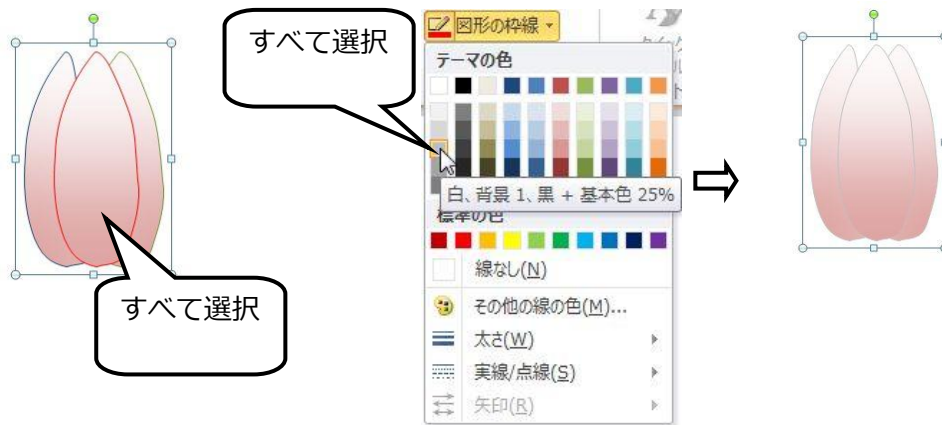 すべて選択
すべて選択
図形の枠線
テーマの色
白、背景 1、黒 + 基本色 25%
標準の色
線なし(N)
その他の線の色(M)...
太さ(W)
実線/点線(S)
矢印(R)